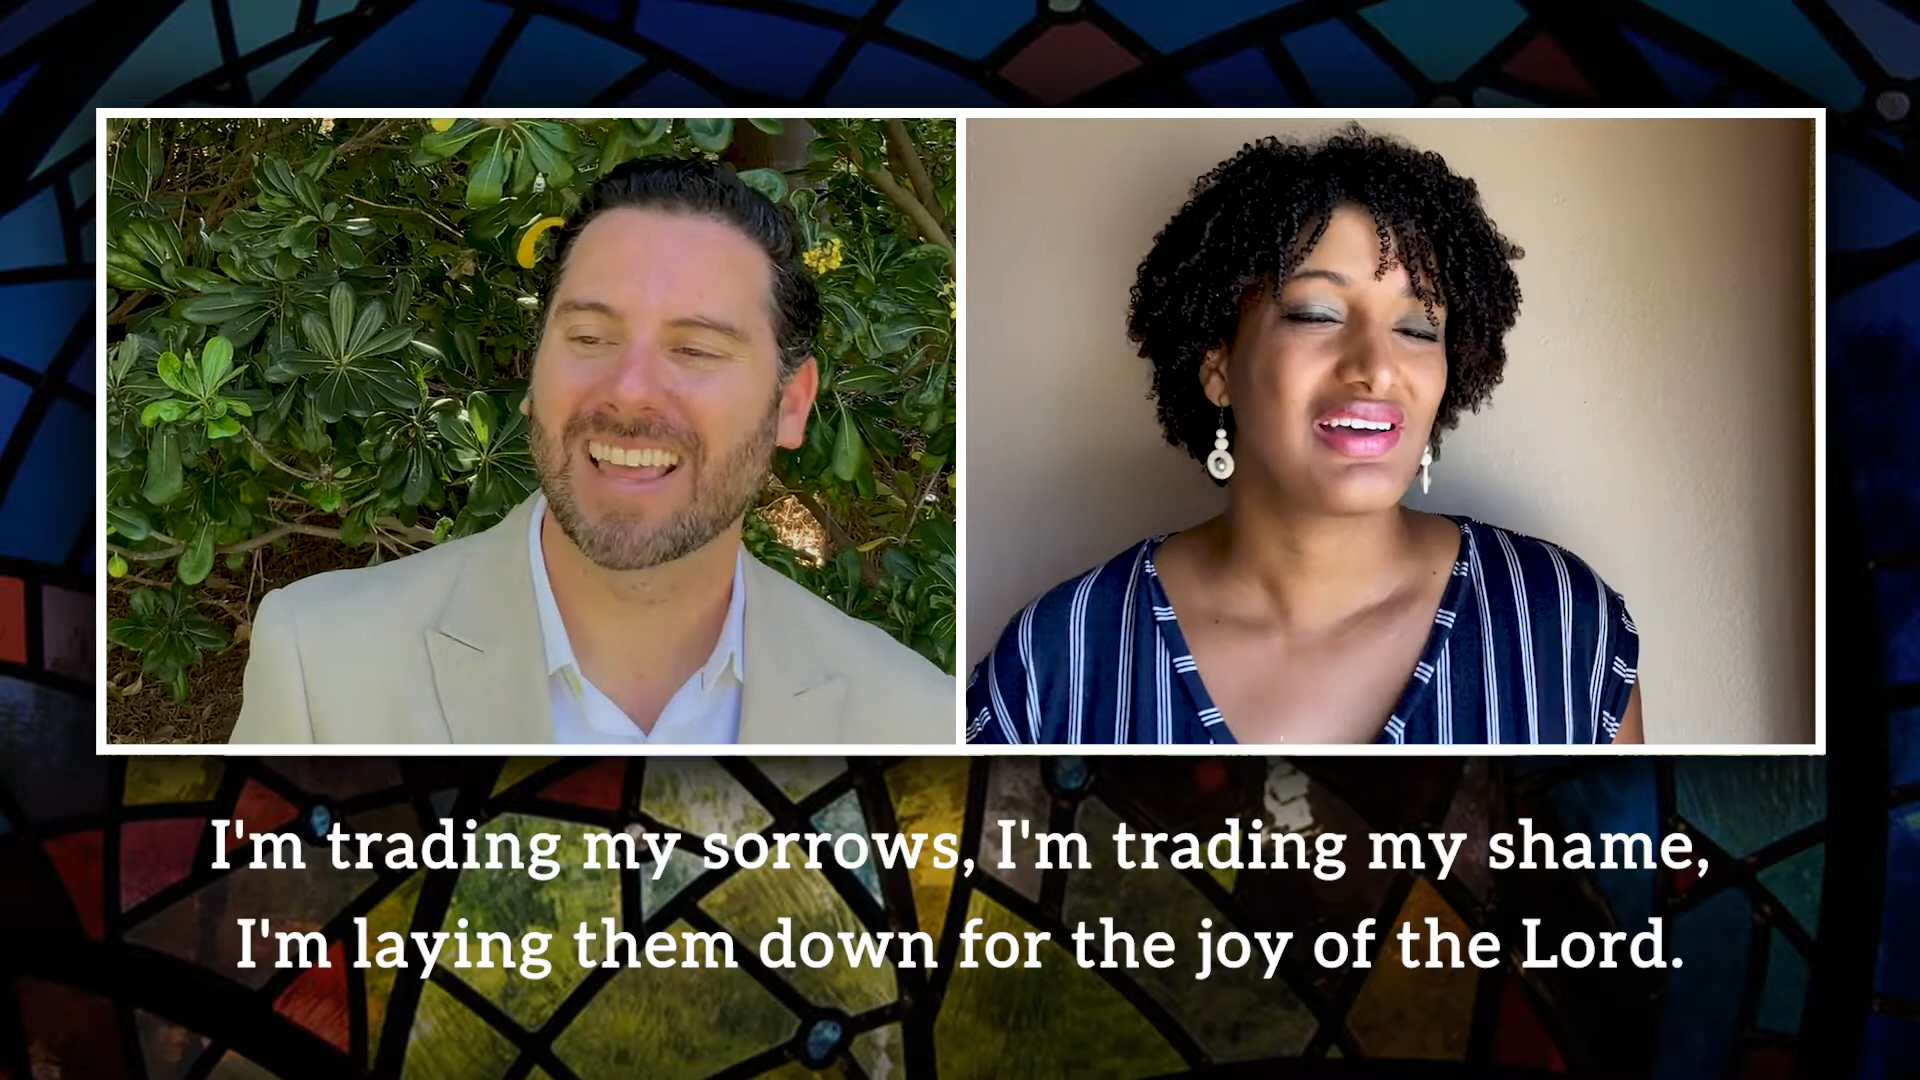 I'm trading my sorrows, I'm trading my shame,
I'm laying them down for the joy of the Lord.